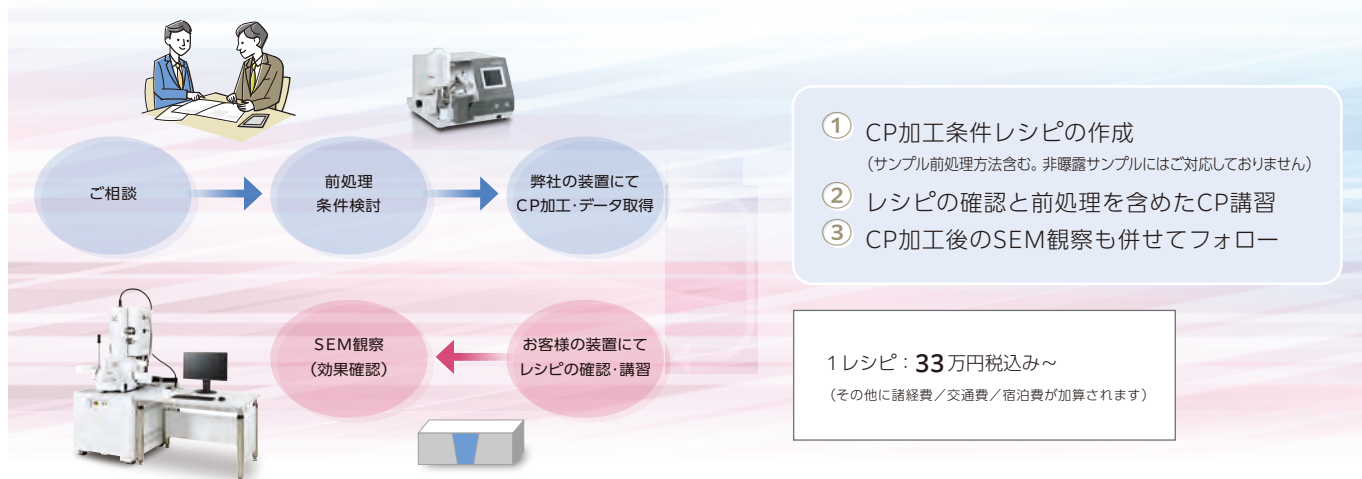 ご相談
前処理
条件検討
弊社の装置にて
CP加工・データ取得
お客様の装置にて
レシピの確認・講習
SEM観察
(効果確認)
① CP加工条件レシピの作成
(サンプル前処理方法含む。非曝露サンプルにはご対応しておりません)
② レシピの確認と前処理を含めたCP講習
③ CP加工後のSEM観察も併せてフォロー
1レシピ：33万円税込み～
(その他に諸経費／交通費／宿泊費が加算されます)